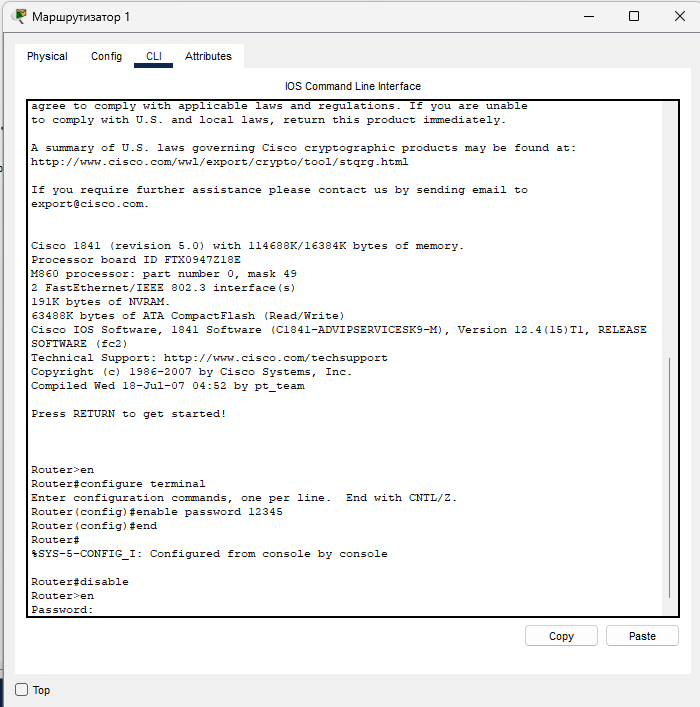 Маршрутизатор 1
Physical Config CLI Attributes
IOS Command Line Interface
agree to comply with applicable laws and regulations. If you are unable
to comply with U.S. and local laws, return this product immediately.
A summary of U.S. laws governing Cisco cryptographic products may be found at:
http://www.cisco.com/wwl/export/crypto/tool/stqrg.html
If you require further assistance please contact us by sending email to
export@cisco.com.
Cisco 1841 (revision 5.0) with 114688K/16384K bytes of memory.
Processor board ID FTX0947Z18E
M860 processor: part number 0, mask 49
2 FastEthernet/IEEE 802.3 interface(s)
191K bytes of NVRAM.
63488K bytes of ATA CompactFlash (Read/Write)
Cisco IOS Software, 1841 Software (C1841-ADVIPSERVICESK9-M), Version 12.4(15)T1, RELEASE
SOFTWARE (fc2)
Technical Support: http://www.cisco.com/techsupport
Copyright (c) 1986-2007 by Cisco Systems, Inc.
Compiled Wed 18-Jul-07 04:52 by pt_team
Press RETURN to get started!
Router>en
Router#configure terminal
Enter configuration commands, one per line.  End with CNTL/Z.
Router(config)#enable password 12345
Router(config)#end
Router#
%SYS-5-CONFIG_I: Configured from console by console
Router#disable
Router>en
Password:
Copy Paste
Top